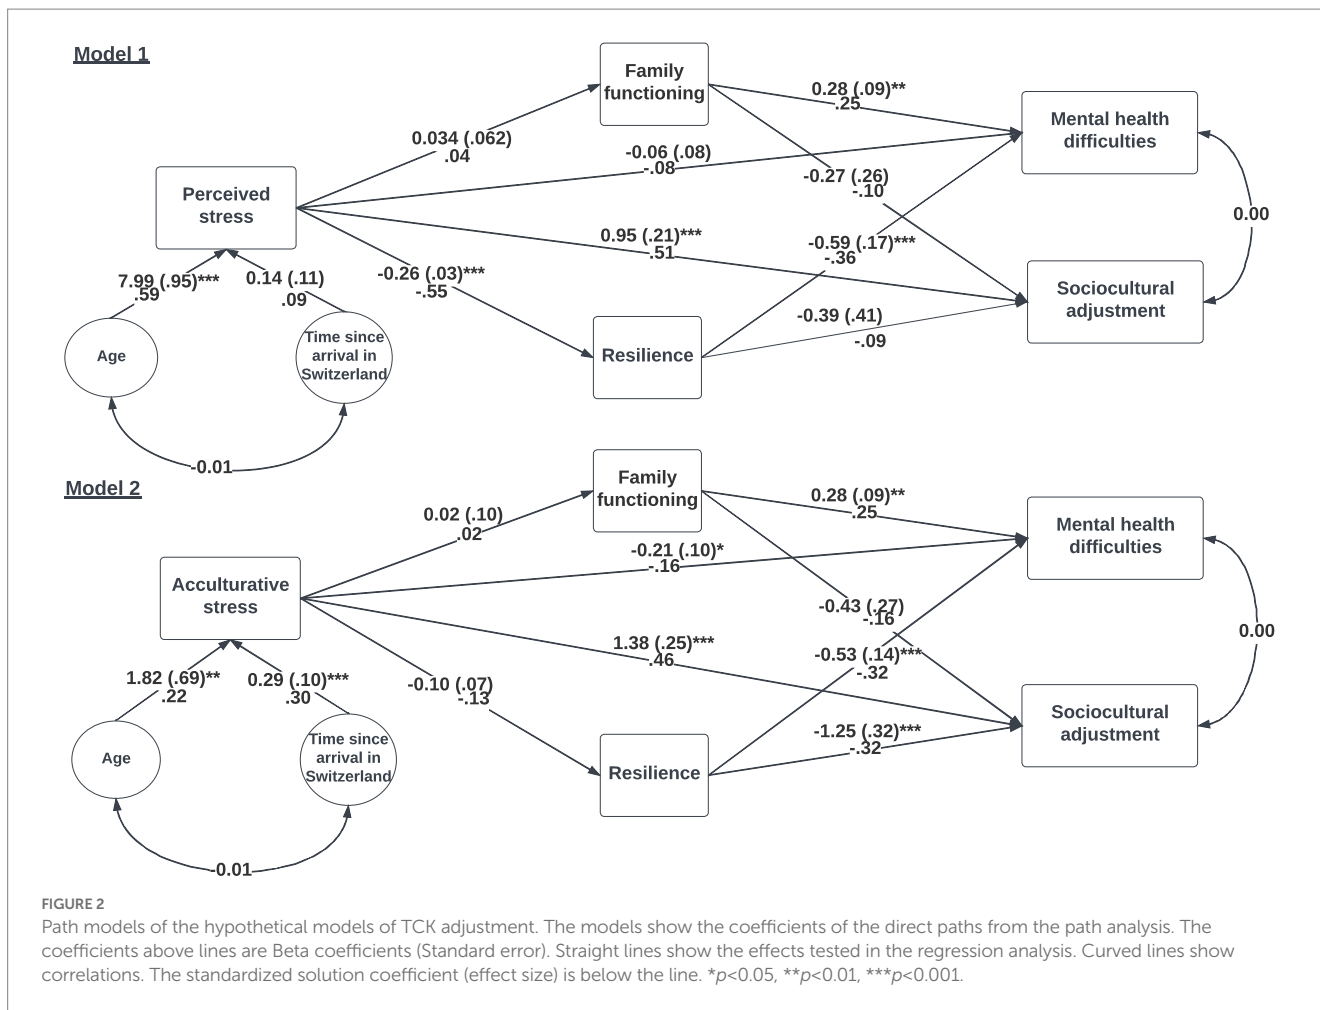 Model 1
Family
functioning
0.28 (.09)**
.25
Mental health
difficulties
0.034 (.062)
.04
-0.06 (.08)
-.08
-0.27 (.26)
-.10
Perceived
stress
0.00
0.95 (.21)***
.51
-0.59 (.17)***
-.36
7.99 (.95)***
.59
0.14 (.11)
.09
-0.26 (.03)***
-.55
Sociocultural
adjustment
-0.39 (.41)
-.09
Age
Time since
arrival in
Switzerland
Resilience
-0.01
Model 2
Family
functioning
0.28 (.09)**
.25
Mental health
difficulties
0.02 (.10)
.02
-0.21 (.10)*
-.16
Acculturative
stress
-0.43 (.27)
-.16
0.00
1.38 (.25)***
.46
-0.53 (.14)***
-.32
1.82 (.69)**
.22
0.29 (.10)***
.30
-0.10 (.07)
-.13
Sociocultural
adjustment
-1.25 (.32)***
-.32
Age
Time since
arrival in
Switzerland
Resilience
-0.01
FIGURE 2
Path models of the hypothetical models of TCK adjustment. The models show the coefficients of the direct paths from the path analysis. The
coefficients above lines are Beta coefficients (Standard error). Straight lines show the effects tested in the regression analysis. Curved lines show
correlations. The standardized solution coefficient (effect size) is below the line. *p<0.05, **p<0.01, ***p<0.001.